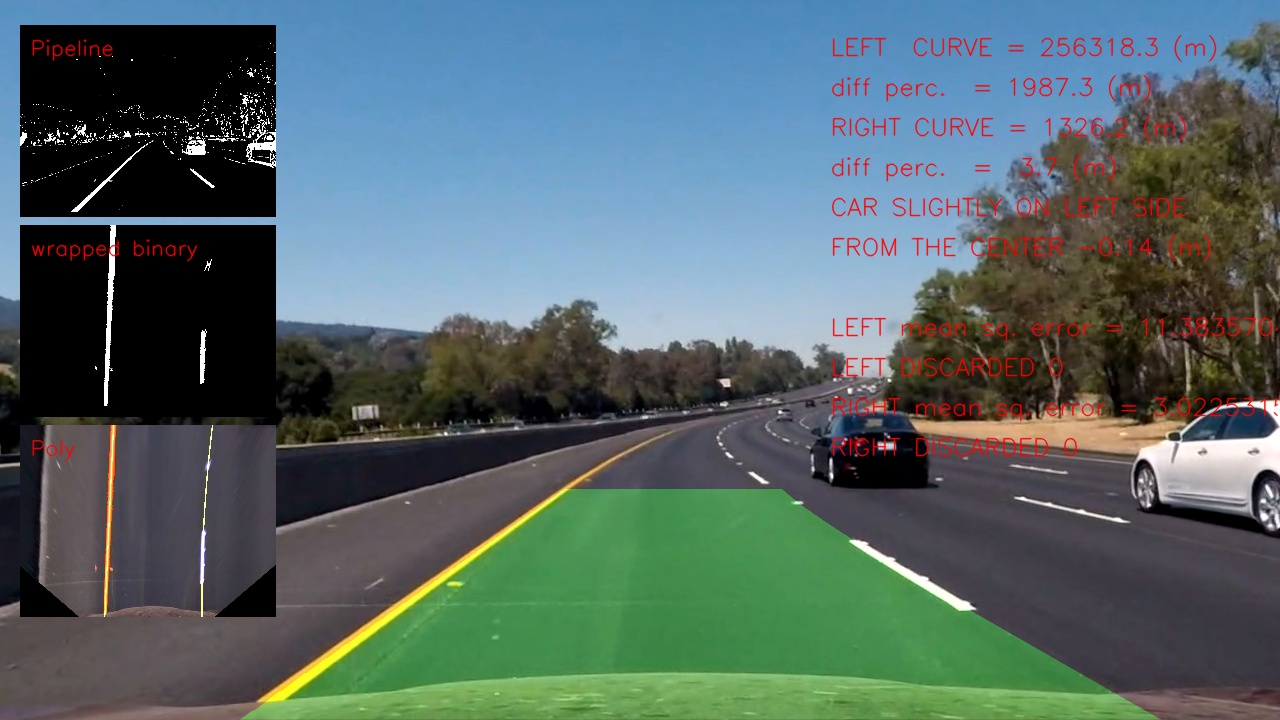 Pipeline
wrapped binary
Poly
LEFT CURVE = 256318.3 (m)
diff perc. = 1987.3 (m)
RIGHT CURVE = 1326.2 (m)
diff perc. = 3.7 (m)
CAR SLIGHTLY ON LEFT SIDE
FROM THE CENTER -0.14 (m)
LEFT mean sq. error = 11.383570
LEFT DISCARDED 0
RIGHT mean sq. error = 3.022531
RIGHT DISCARDED 0